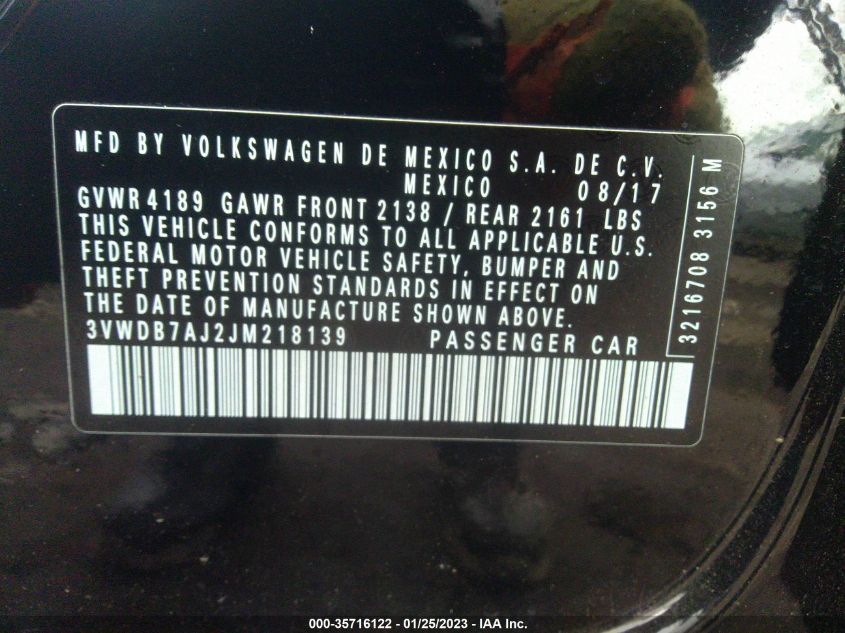 MFD BY VOLKSWAGEN DE MEXICO S.A. DE C.V.
MEXICO 08/17
GVWR 4189 GAWR FRONT 2138 / REAR 2161 LBS
THIS VEHICLE CONFORMS TO ALL APPLICABLE U.S.
FEDERAL MOTOR VEHICLE SAFETY, BUMPER AND
THEFT PREVENTION STANDARDS IN EFFECT ON
THE DATE OF MANUFACTURE SHOWN ABOVE.
3VWDB7AJ2JM218139 PASSENGER CAR
3216708 3156 M
000-35716122 - 01/25/2023 - IAA Inc.